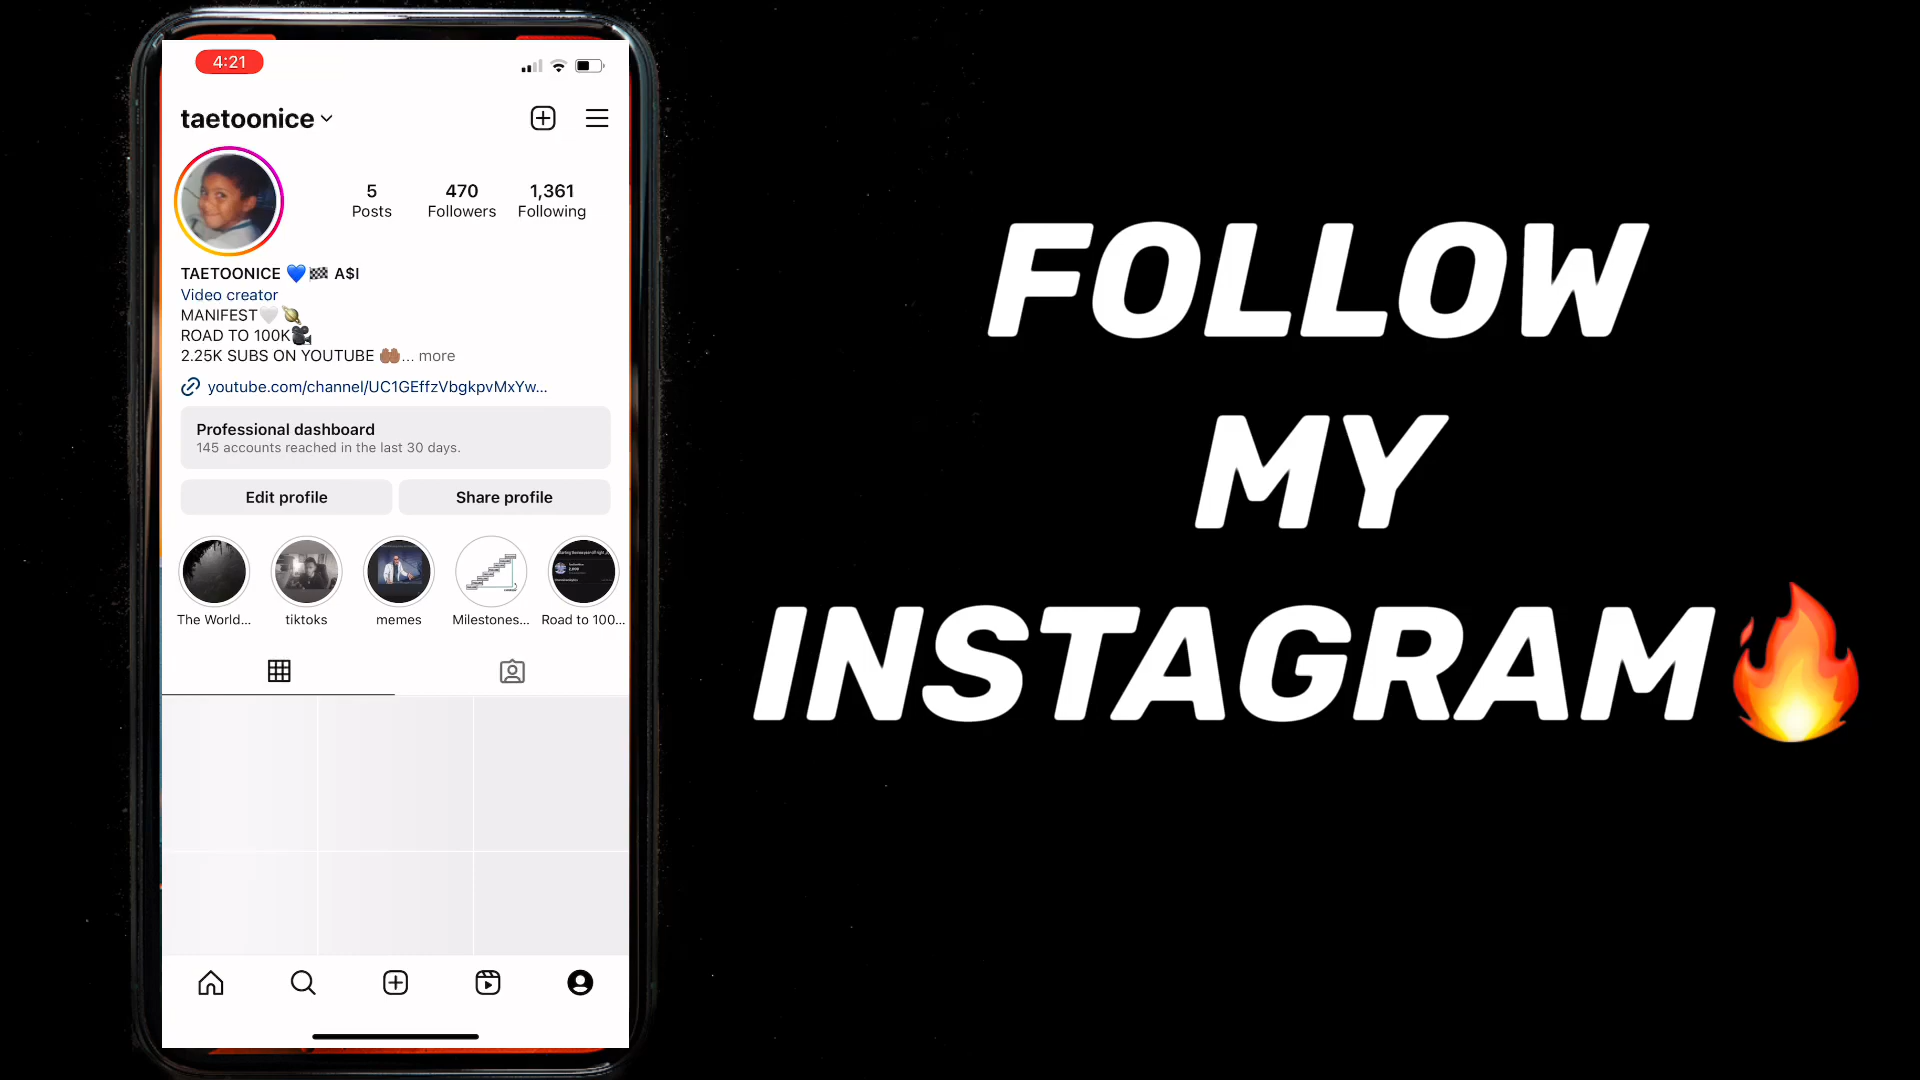 4:21
taetoonice
5 470 1,361
Posts Followers Following
TAETOONICE 💙🏁 A$I
Video creator
MANIFEST🤍🪐
ROAD TO 100K🎥
2.25K SUBS ON YOUTUBE 🤲🏽... more
youtube.com/channel/UC1GEffzVbgkpvMxYw...
Professional dashboard
145 accounts reached in the last 30 days.
Edit profile Share profile
The World... tiktoks memes Milestones... Road to 100...
FOLLOW
MY
INSTAGRAM🔥